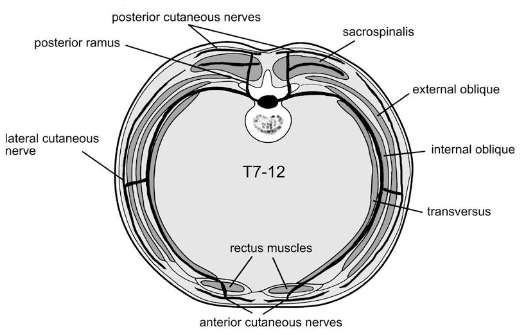 posterior cutaneous nerves
posterior ramus
sacrospinalis
external oblique
lateral cutaneous
nerve
internal oblique
T7-12
transversus
rectus muscles
anterior cutaneous nerves